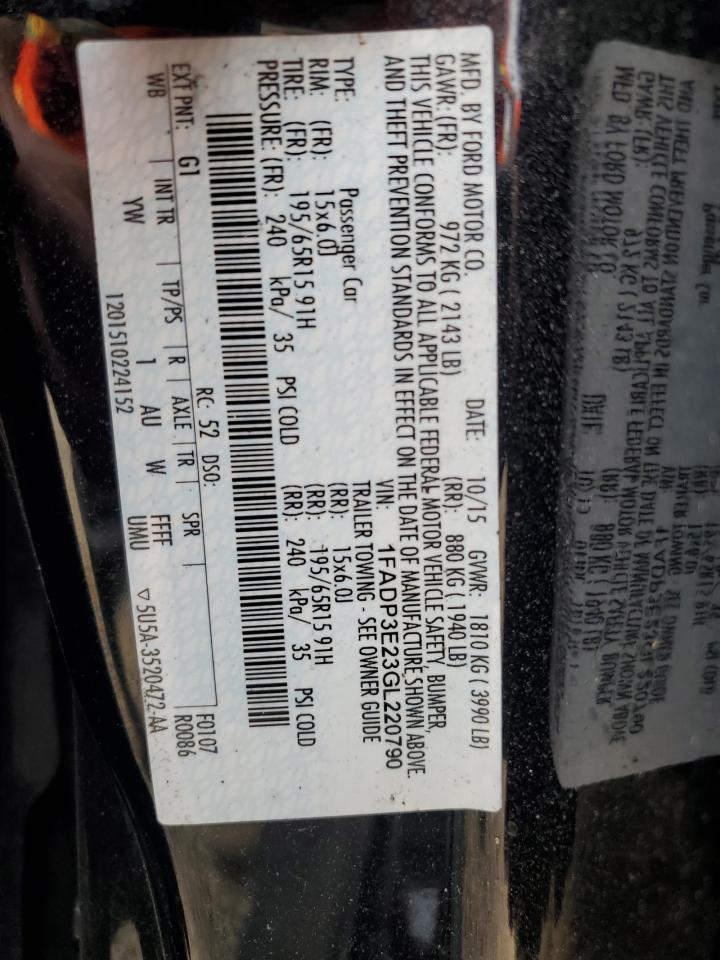 MFD. BY FORD MOTOR CO.
DATE: 10/15 GVWR: 1810 KG ( 3990 LB)
GAWR: (FR): 972 KG ( 2143 LB) (RR): 880 KG ( 1940 LB)
THIS VEHICLE CONFORMS TO ALL APPLICABLE FEDERAL MOTOR VEHICLE SAFETY, BUMPER,
AND THEFT PREVENTION STANDARDS IN EFFECT ON THE DATE OF MANUFACTURE SHOWN ABOVE.
VIN: 1FADP3E23GL220790
TYPE: Passenger Car TRAILER TOWING - SEE OWNER GUIDE
RIM: (FR): 15x6.0J (RR): 15x6.0J
TIRE: (FR): 195/65R15 91H (RR): 195/65R15 91H
PRESSURE: (FR): 240 kPa/ 35 PSI COLD (RR): 240 kPa/ 35 PSI COLD
EXT PNT: G1 RC: 52 DSO: F0107
WB INT TR TP/PS R AXLE TR SPR R0086
YW 1 AU W FFFF
UMU ▽5U5A-3520472-AA
1201510224152